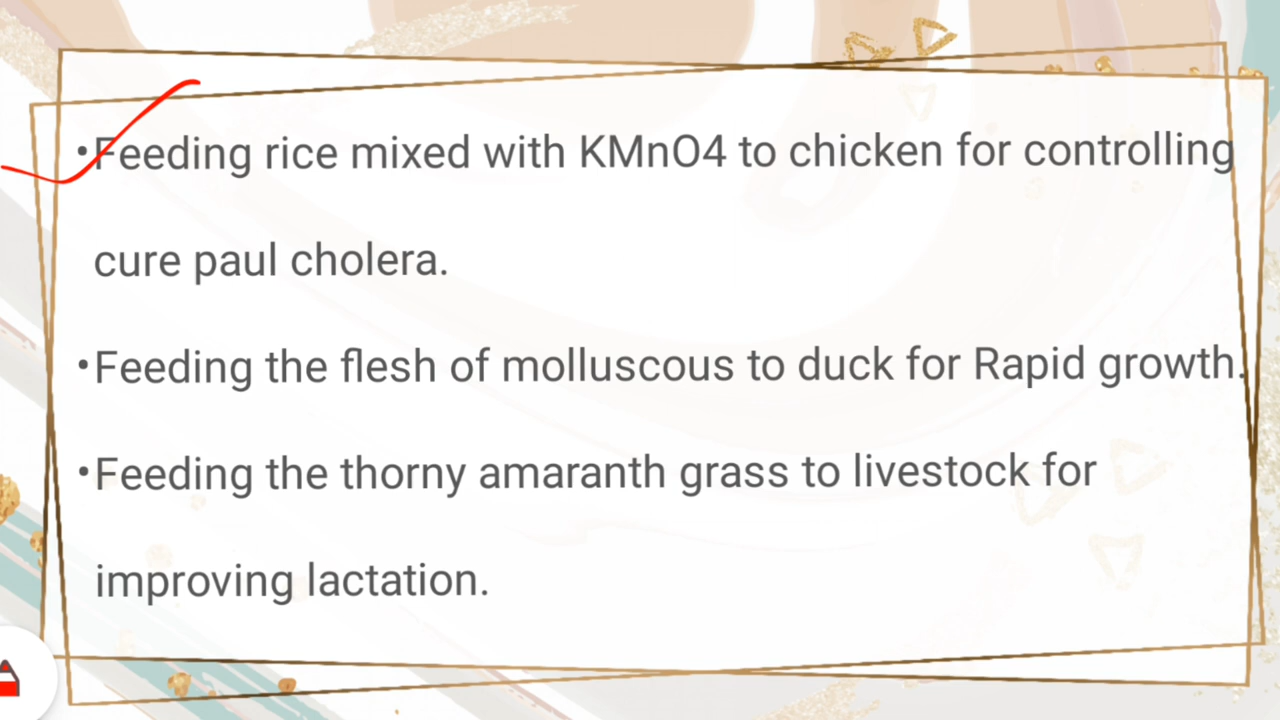 •Feeding rice mixed with KMnO4 to chicken for controlling
cure paul cholera.
•Feeding the flesh of molluscous to duck for Rapid growth.
•Feeding the thorny amaranth grass to livestock for
improving lactation.